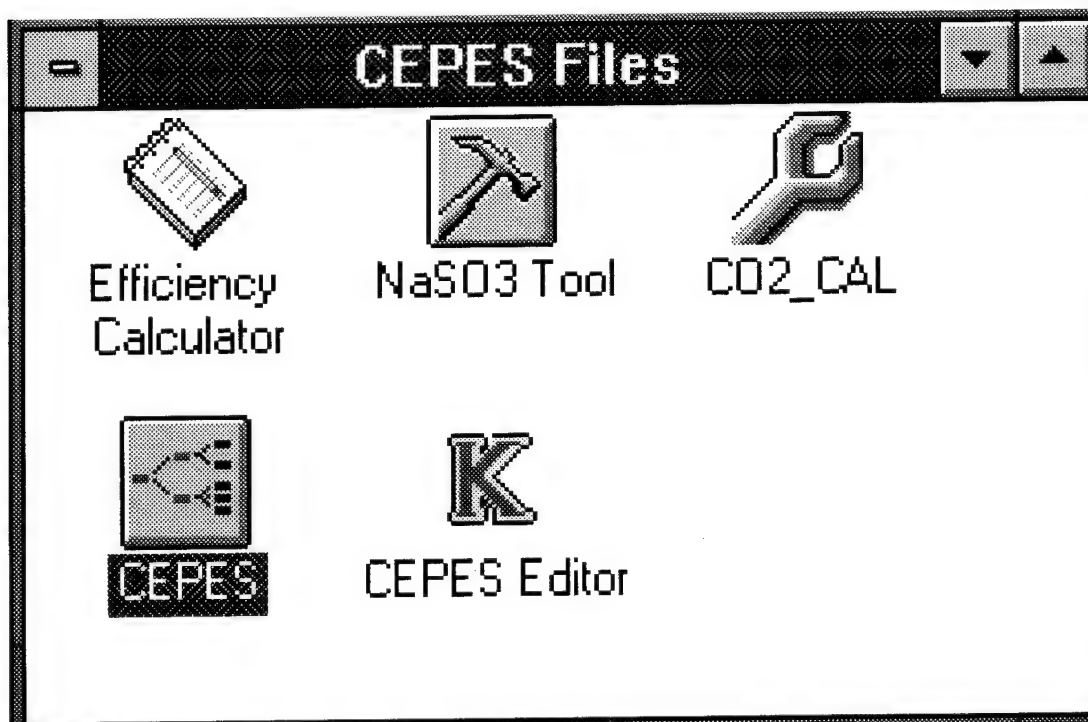 CEPES Files
Efficiency
Calculator
NaSO3 Tool
CO2_CAL
CEPES
K
CEPES Editor